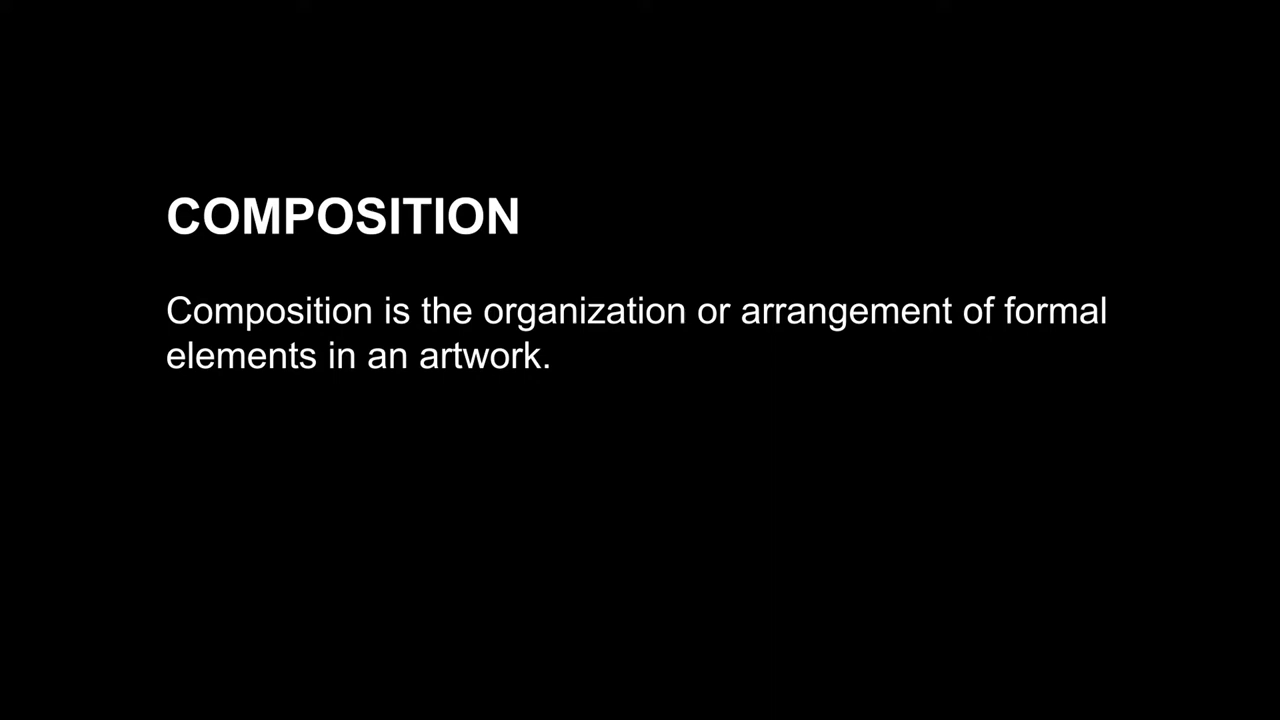 COMPOSITION
Composition is the organization or arrangement of formal
elements in an artwork.